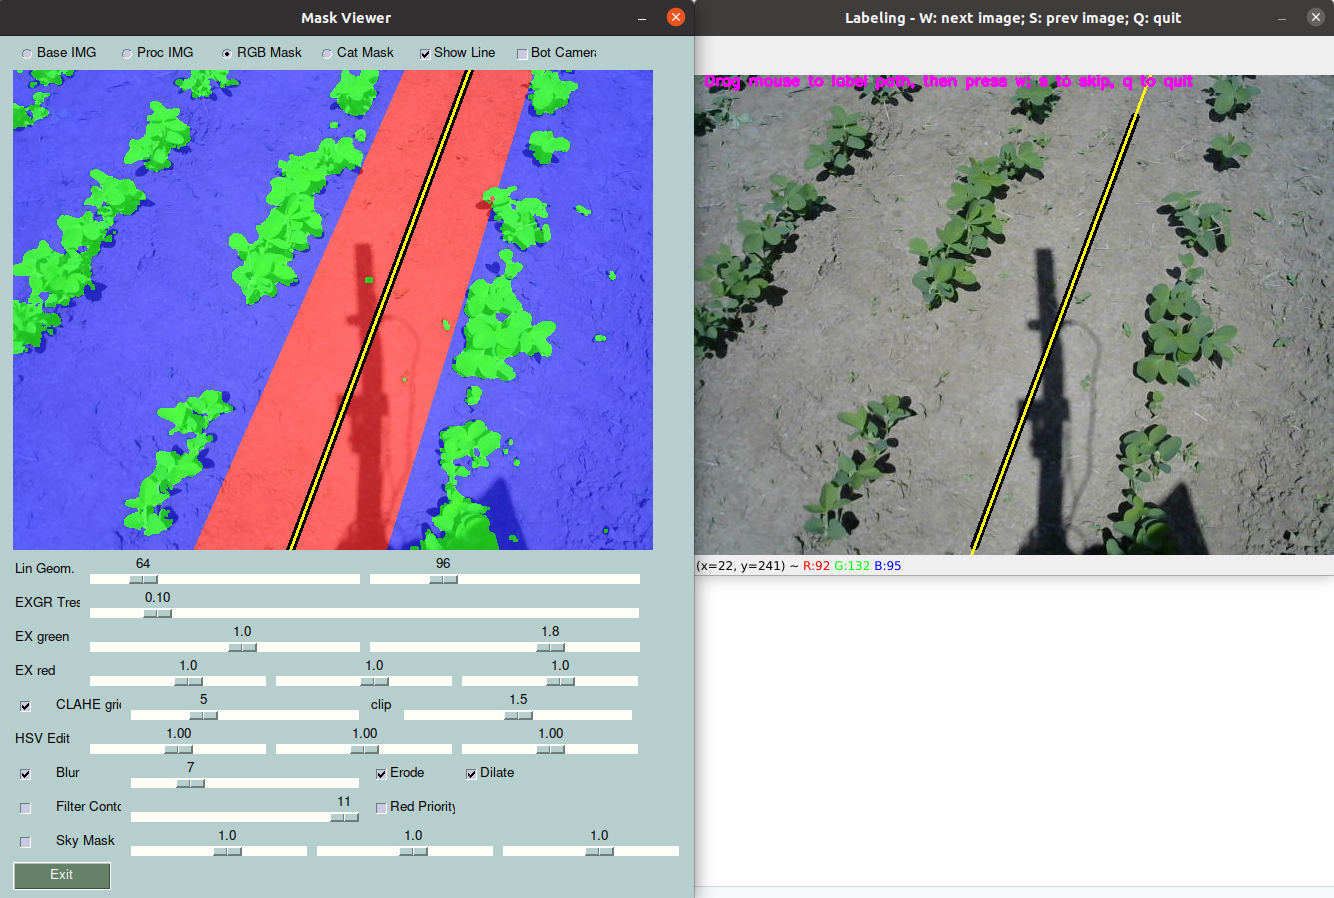 Mask Viewer
Labeling - W: next image; S: prev image; Q: quit
Base IMG Proc IMG RGB Mask Cat Mask Show Line Bot Camera
Drag mouse to label path, then press w; s to skip, q to quit
(x=22, y=241) ~ R:92 G:132 B:95
Lin Geom. 64 96
EXGR Tres 0.10
EX green 1.0 1.8
EX red 1.0 1.0 1.0
CLAHE grid 5 clip 1.5
HSV Edit 1.00 1.00 1.00
Blur 7 Erode Dilate
Filter Conto 11 Red Priority
Sky Mask 1.0 1.0 1.0
Exit